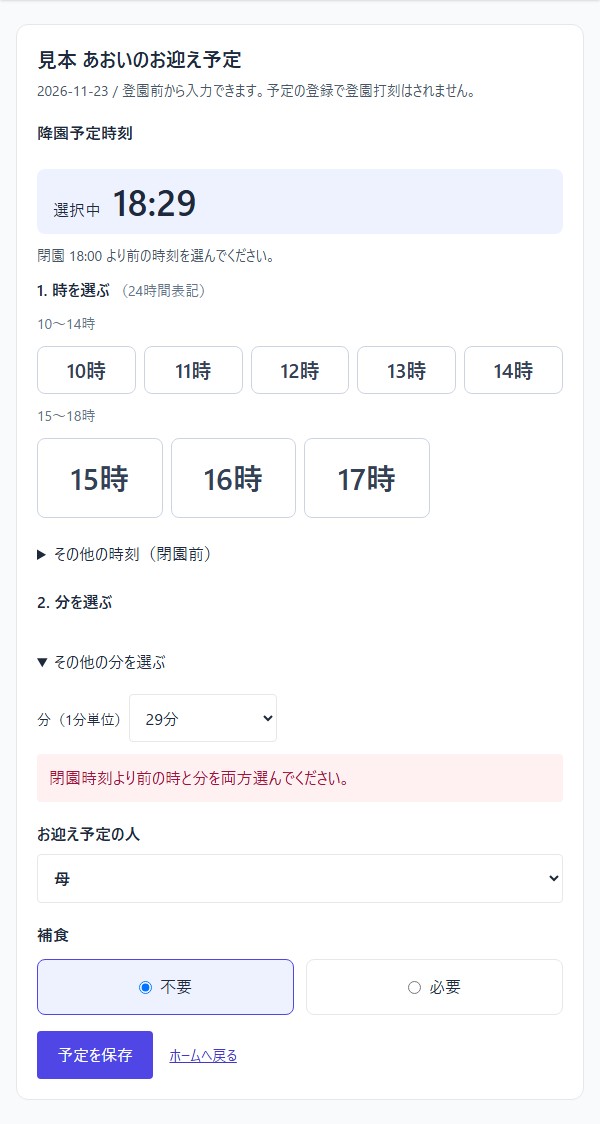 見本 あおいのお迎え予定
2026-11-23 / 登園前から入力できます。予定の登録で登園打刻はされません。
降園予定時刻
選択中 18:29
閉園 18:00 より前の時刻を選んでください。
1. 時を選ぶ （24時間表記）
10〜14時
10時 11時 12時 13時 14時
15〜18時
15時 16時 17時
▶ その他の時刻（閉園前）
2. 分を選ぶ
▼ その他の分を選ぶ
分（1分単位） 29分
閉園時刻より前の時と分を両方選んでください。
お迎え予定の人
母
補食
不要 必要
予定を保存 ホームへ戻る